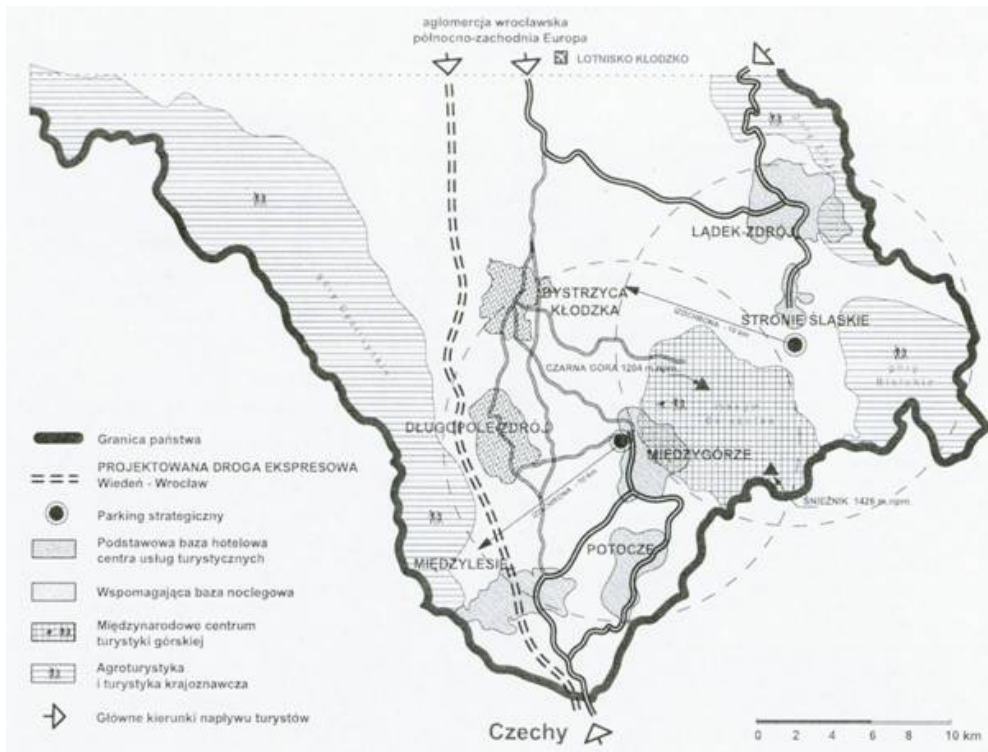 aglomercja wrocławska
północno-zachodnia Europa
LOTNISKO KŁODZKO
LĄDEK-ZDRÓJ
BYSTRZYCA
KŁODZKA
STRONIE ŚLĄSKIE
CZARNA GÓRA 1204 m.npm.
DŁUGOPOLE-ZDRÓJ
MIĘDZYGÓRZE
góry
Bielskie
ŚNIEŻNIK 1426 m.npm.
MIĘDZYLESIE
POTOCZE
Granica państwa
PROJEKTOWANA DROGA EKSPRESOWA
Wiedeń - Wrocław
Parking strategiczny
Podstawowa baza hotelowa
centra usług turystycznych
Wspomagająca baza noclegowa
Międzynarodowe centrum
turystyki górskiej
Agroturystyka
i turystyka krajoznawcza
Główne kierunki napływu turystów
Czechy
0 2 4 6 8 10 km